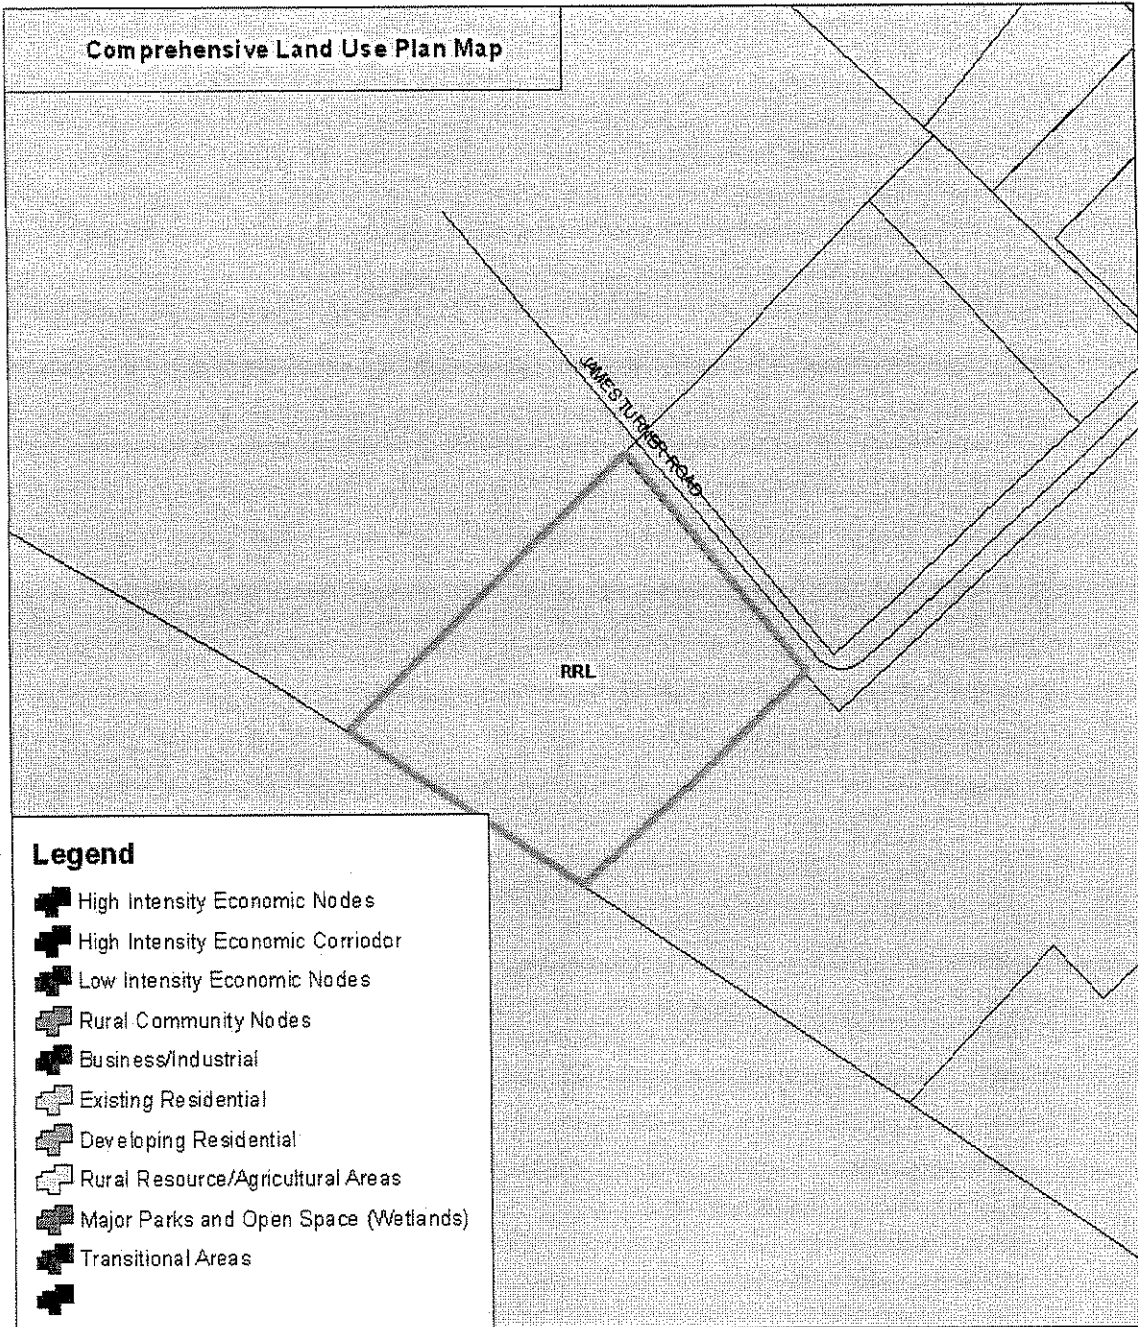 Comprehensive Land Use Plan Map
JAMES TURNER ROAD
RRL
Legend
High Intensity Economic Nodes
High Intensity Economic Corriodor
Low Intensity Economic Nodes
Rural Community Nodes
Business/Industrial
Existing Residential
Developing Residential
Rural Resource/Agricultural Areas
Major Parks and Open Space (Wetlands)
Transitional Areas